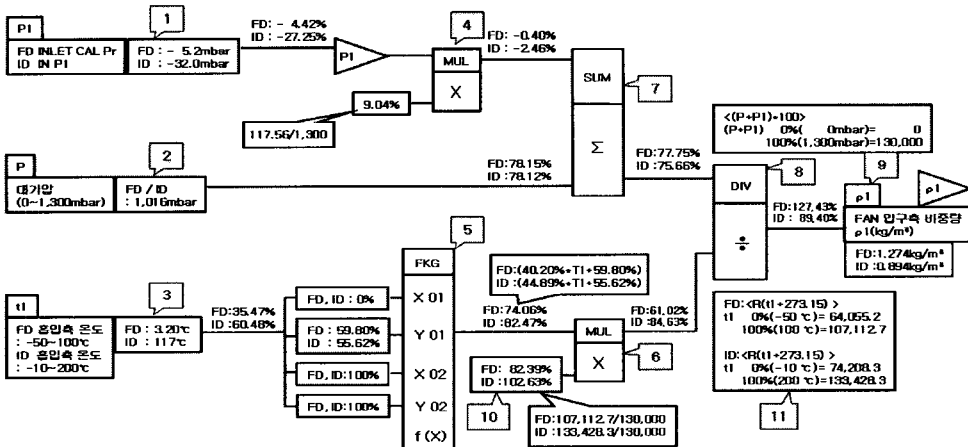 P1
FD INLET CAL Pr
ID IN P1
1
FD : - 5.2mbar
ID : -32.0mbar
FD: - 4.42%
ID : -27.25%
P1
4
MUL
X
9.04%
117.56/1,300
FD: -0.40%
ID : -2.46%
SUM
Σ
7
P
대기압
(0~1,300mbar)
2
FD / ID
: 1,016mbar
FD:78.15%
ID :78.12%
FD:77.75%
ID :75.66%
<(P+P1)*100>
(P+P1) 0%( 0mbar)= 0
100%(1,300mbar)=130,000
8
DIV
÷
9
ρ1
ρ1
FD:127.43%
ID : 89.40%
FAN 입구측 비중량
ρ1(kg/m³)
FD:1.274kg/m³
ID:0.894kg/m³
t1
FD 흡입측 온도
: -50~100℃
ID 흡입측 온도
: -10~200℃
3
FD : 3.20℃
ID : 117℃
FD:35.47%
ID :60.48%
FD, ID : 0%
FD : 59.80%
ID : 55.62%
FD, ID:100%
FD, ID:100%
5
FKG
X 01
Y 01
X 02
Y 02
f (X)
FD:(40.20%*TI+59.80%)
ID :(44.89%*TI+55.62%)
FD:74.06%
ID :82.47%
MUL
X
6
FD:61.02%
ID :84,63%
FD: 82.39%
ID :102.63%
10
FD:107,112.7/130,000
ID :133,428.3/130,000
FD:<R(t1+273.15) >
t1 0%(-50 ℃)= 64,055.2
100%(100 ℃)=107,112.7
ID:<R(t1+273.15) >
t1 0%(-10 ℃)= 74,208.3
100%(200 ℃)=133,428.3
11